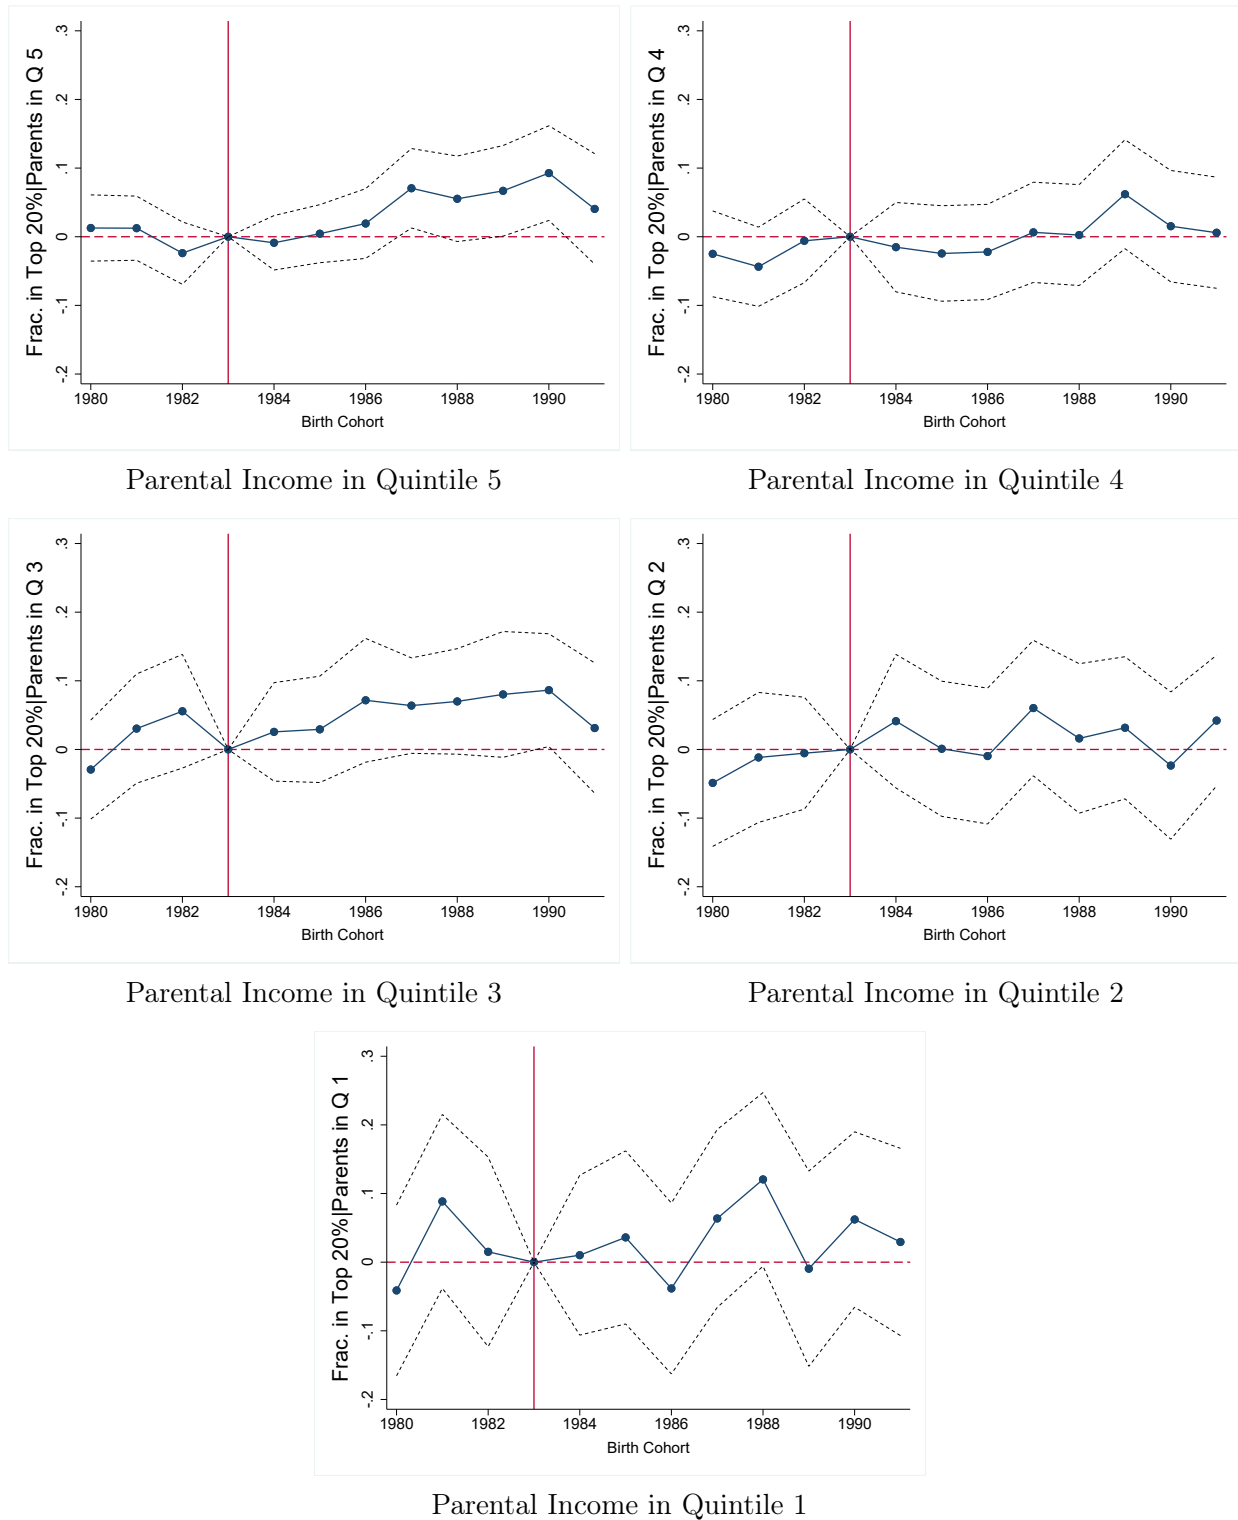 Frac. in Top 20%|Parents in Q 5
.3
.2
.1
0
-.1
-.2
1980 1982 1984 1986 1988 1990
Birth Cohort
Parental Income in Quintile 5
Frac. in Top 20%|Parents in Q 4
.3
.2
.1
0
-.1
-.2
1980 1982 1984 1986 1988 1990
Birth Cohort
Parental Income in Quintile 4
Frac. in Top 20%|Parents in Q 3
.3
.2
.1
0
-.1
-.2
1980 1982 1984 1986 1988 1990
Birth Cohort
Parental Income in Quintile 3
Frac. in Top 20%|Parents in Q 2
.3
.2
.1
0
-.1
-.2
1980 1982 1984 1986 1988 1990
Birth Cohort
Parental Income in Quintile 2
Frac. in Top 20%|Parents in Q 1
.3
.2
.1
0
-.1
-.2
1980 1982 1984 1986 1988 1990
Birth Cohort
Parental Income in Quintile 1